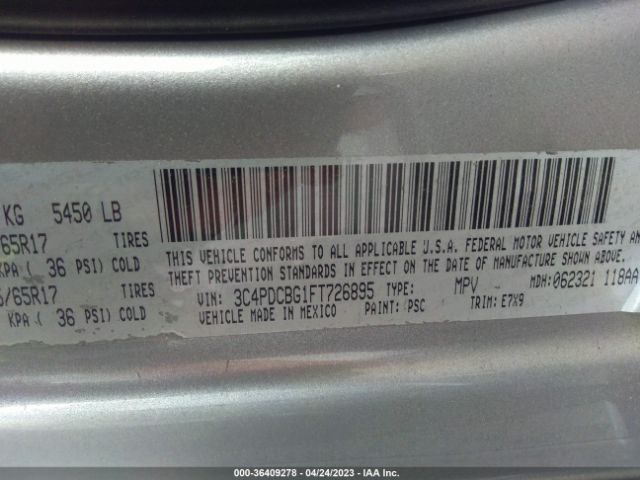 KG 5450 LB
/65R17 TIRES
KPA ( 36 PSI) COLD
/65R17 TIRES
KPA ( 36 PSI) COLD
THIS VEHICLE CONFORMS TO ALL APPLICABLE U.S.A. FEDERAL MOTOR VEHICLE SAFETY AN
THEFT PREVENTION STANDARDS IN EFFECT ON THE DATE OF MANUFACTURE SHOWN ABOVE.
VIN: 3C4PDCBG1FT726895 TYPE: MPV MDH: 062321 118AA
VEHICLE MADE IN MEXICO PAINT: PSC TRIM: E7X9
000-36409278 - 04/24/2023 - IAA Inc.